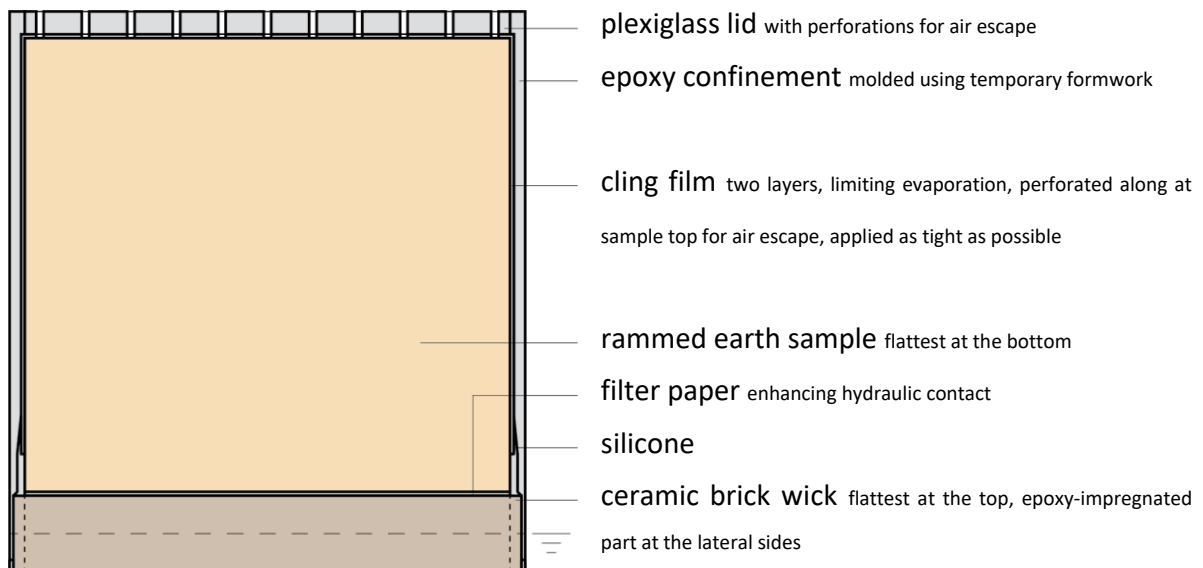 plexiglass lid with perforations for air escape
epoxy confinement molded using temporary formwork
cling film two layers, limiting evaporation, perforated along at
sample top for air escape, applied as tight as possible
rammed earth sample flattest at the bottom
filter paper enhancing hydraulic contact
silicone
ceramic brick wick flattest at the top, epoxy-impregnated
part at the lateral sides